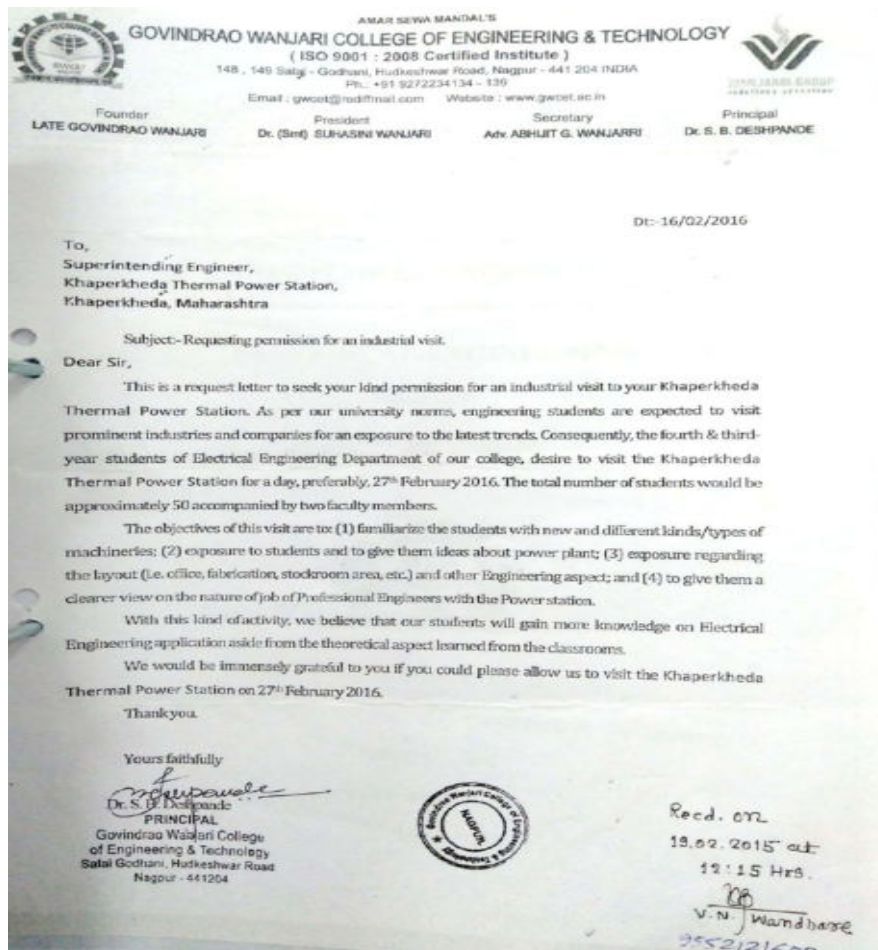 AMAR SEWA MANDAL'S
GOVINDRAO WANJARI COLLEGE OF ENGINEERING & TECHNOLOGY
( ISO 9001 : 2008 Certified Institute )
148 , 149 Salai - Godhani, Hudkeshwar Road, Nagpur - 441 204 INDIA
Ph.: +91 9272234134 - 139
Email : gwcet@rediffmail.com Website : www.gwcet.ac.in
Founder President Secretary Principal
LATE GOVINDRAO WANJARI Dr. (Smt) SUHASINI WANJARI Adv. ABHIJIT G. WANJARRI Dr. S. B. DESHPANDE
WANJARI GROUP
Dt:-16/02/2016
To,
Superintending Engineer,
Khaperkheda Thermal Power Station,
Khaperkheda, Maharashtra
Subject:- Requesting permission for an industrial visit.
Dear Sir,
This is a request letter to seek your kind permission for an industrial visit to your Khaperkheda
Thermal Power Station. As per our university norms, engineering students are expected to visit
prominent industries and companies for an exposure to the latest trends. Consequently, the fourth & third-
year students of Electrical Engineering Department of our college, desire to visit the Khaperkheda
Thermal Power Station for a day, preferably, 27th February 2016. The total number of students would be
approximately 50 accompanied by two faculty members.
The objectives of this visit are to: (1) familiarize the students with new and different kinds/types of
machineries; (2) exposure to students and to give them ideas about power plant; (3) exposure regarding
the layout (i.e. office, fabrication, stockroom area, etc.) and other Engineering aspect; and (4) to give them a
clearer view on the nature of job of Professional Engineers with the Power station.
With this kind of activity, we believe that our students will gain more knowledge on Electrical
Engineering application aside from the theoretical aspect learned from the classrooms.
We would be immensely grateful to you if you could please allow us to visit the Khaperkheda
Thermal Power Station on 27th February 2016.
Thank you.
Yours faithfully
Dr. S. B. Deshpande
PRINCIPAL
Govindrao Wanjari College
of Engineering & Technology
Salai Godhani, Hudkeshwar Road
Nagpur - 441204
Govindrao Wanjari College of Engineering & Technology
NAGPUR
Recd. on
19.02.2015 at
12:15 Hrs.
V.N. Wandhare